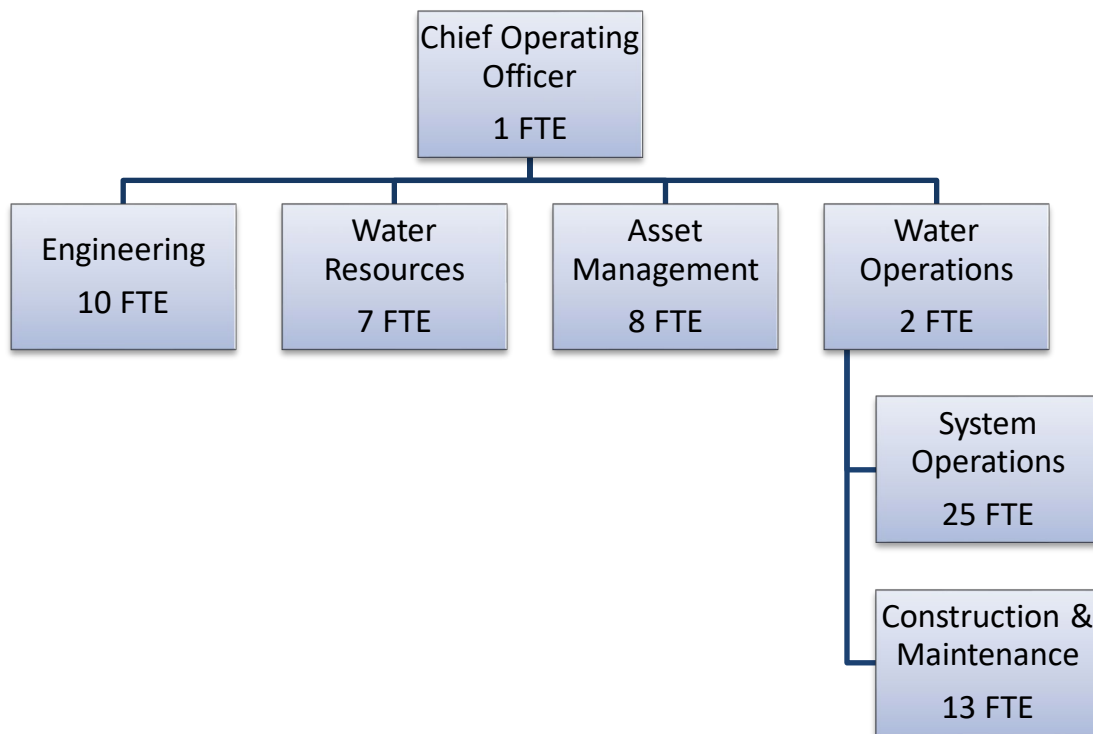 Chief Operating
Officer
1 FTE
Engineering
10 FTE
Water
Resources
7 FTE
Asset
Management
8 FTE
Water
Operations
2 FTE
System
Operations
25 FTE
Construction &
Maintenance
13 FTE